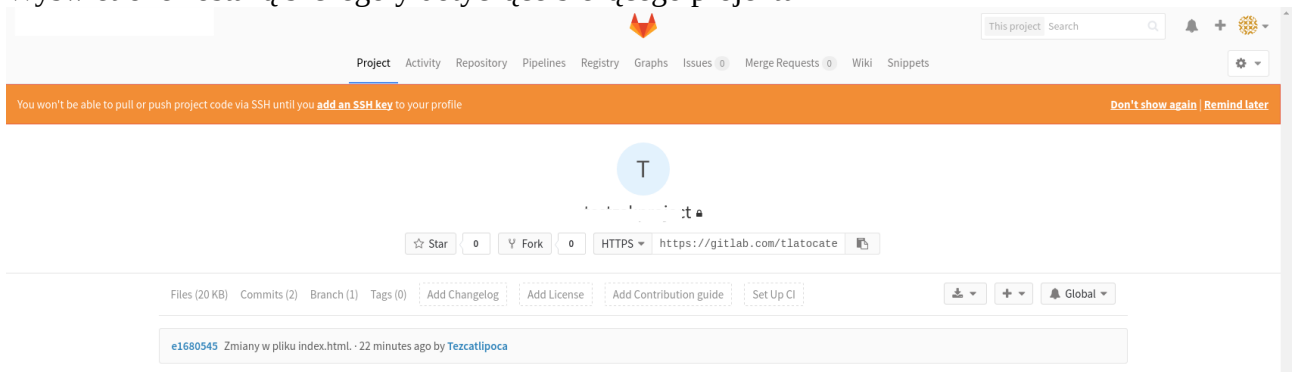 This project Search
Project Activity Repository Pipelines Registry Graphs Issues 0 Merge Requests 0 Wiki Snippets
You won't be able to pull or push project code via SSH until you add an SSH key to your profile Don't show again | Remind later
T
Star 0 Fork 0 HTTPS https://gitlab.com/tlatocate
Files (20 KB) Commits (2) Branch (1) Tags (0) Add Changelog Add License Add Contribution guide Set Up CI Global
e1680545 Zmiany w pliku index.html. · 22 minutes ago by Tezcatlipoca